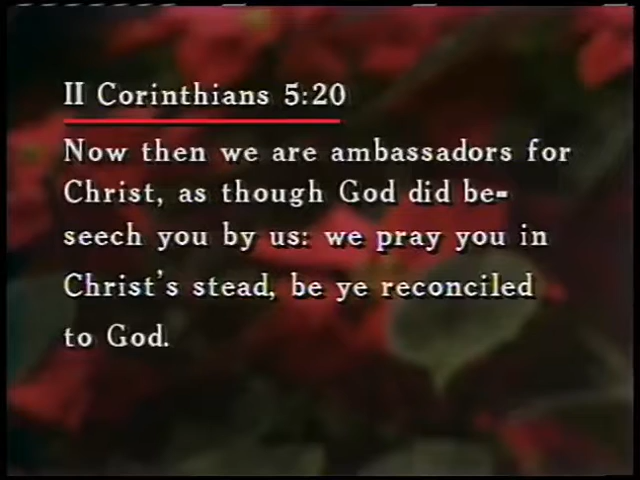 II Corinthians 5:20
Now then we are ambassadors for
Christ, as though God did be-
seech you by us: we pray you in
Christ's stead, be ye reconciled
to God.